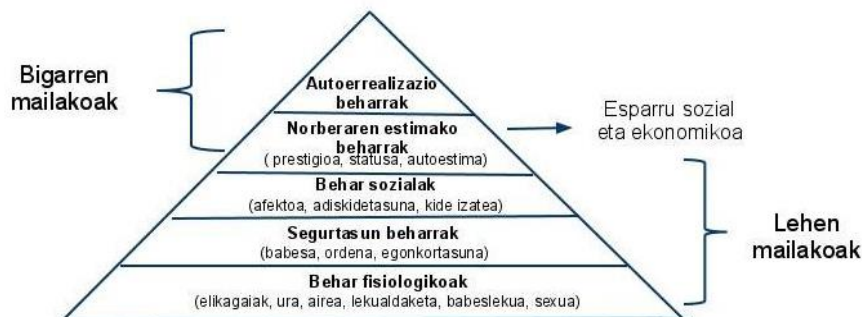 Bigarren
mailakoak
Autoerrealizazio
beharrak
Norberaren estimako
beharrak
( prestigioa, statusa, autoestima)
Esparru sozial
eta ekonomikoa
Behar sozialak
(afektoa, adiskidetasuna, kide izatea)
Segurtasun beharrak
(babesa, ordena, egonkortasuna)
Behar fisiologikoak
(elikagaiak, ura, airea, lekualdaketa, babeslekua, sexua)
Lehen
mailakoak